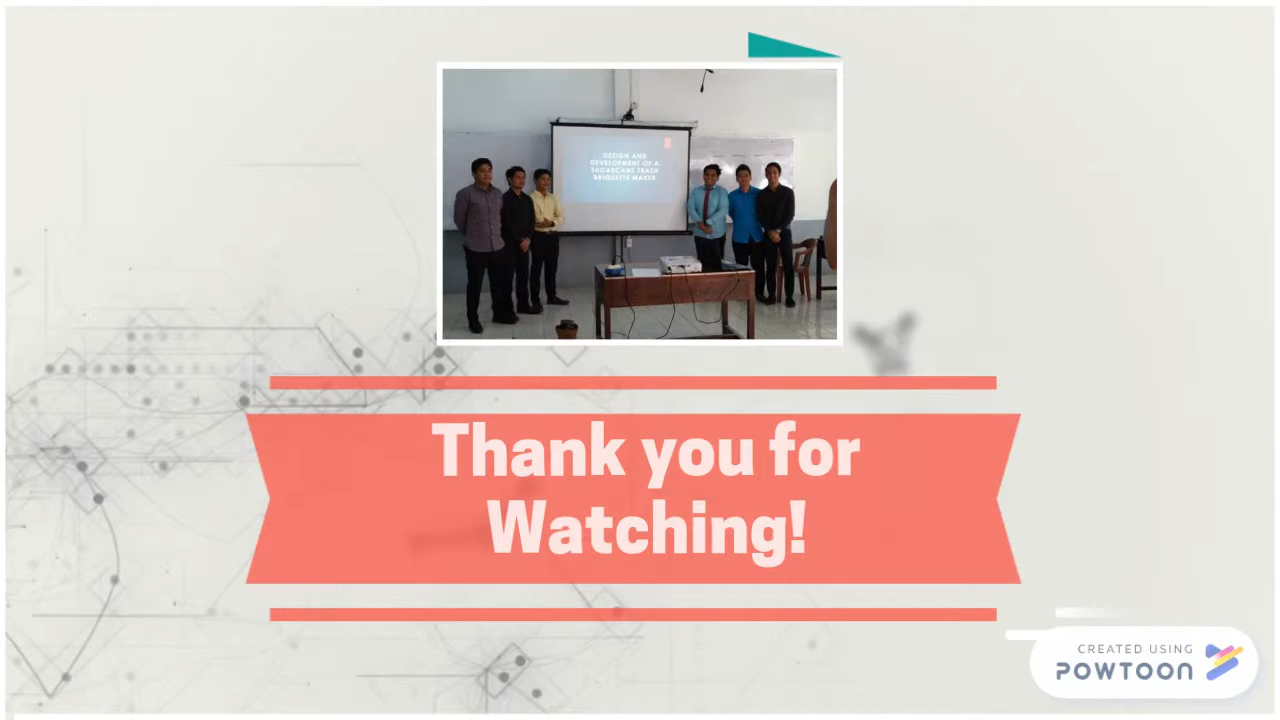 DESIGN AND
DEVELOPMENT OF A
SUGARCANE TRASH
BRIQUETTE MAKER
Thank you for
Watching!
CREATED USING
POWTOON